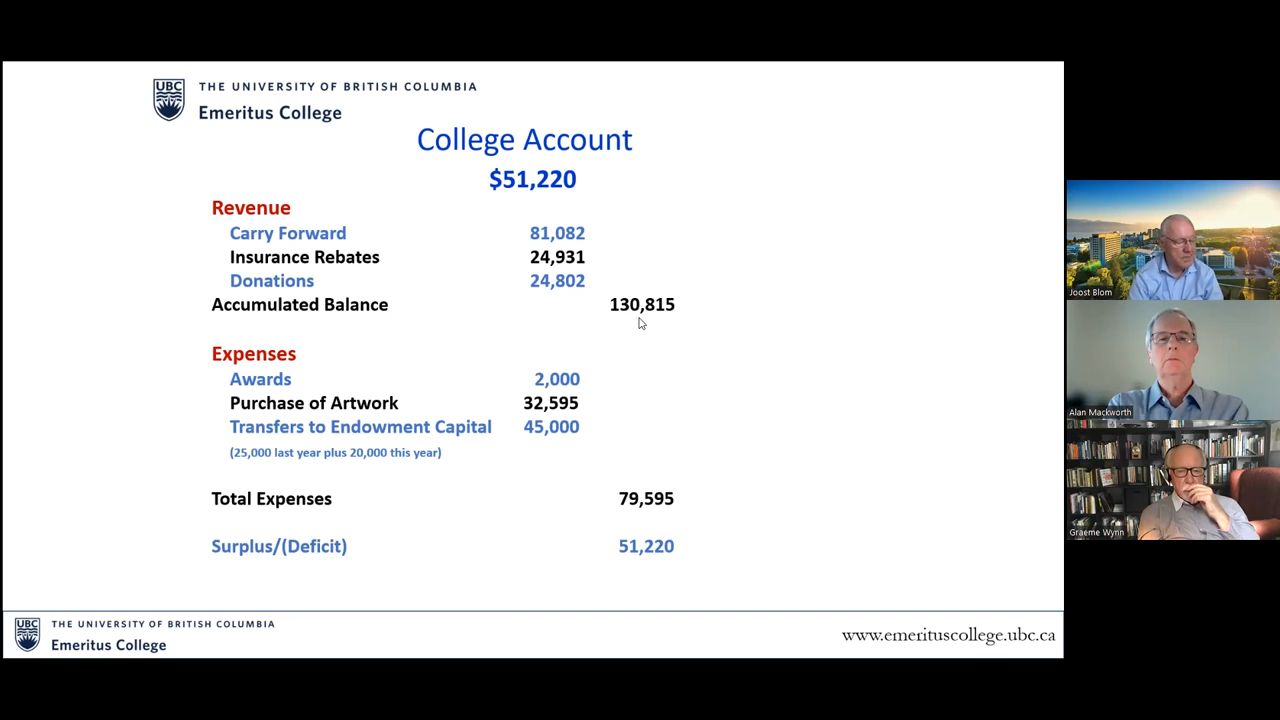 THE UNIVERSITY OF BRITISH COLUMBIA
Emeritus College
College Account
$51,220
Revenue
Carry Forward 81,082
Insurance Rebates 24,931
Donations 24,802
Accumulated Balance 130,815
Expenses
Awards 2,000
Purchase of Artwork 32,595
Transfers to Endowment Capital 45,000
(25,000 last year plus 20,000 this year)
Total Expenses 79,595
Surplus/(Deficit) 51,220
UBC
THE UNIVERSITY OF BRITISH COLUMBIA
Emeritus College
www.emerituscollege.ubc.ca
UBC
Joost Blom
Alan Mackworth
Graeme Wynn